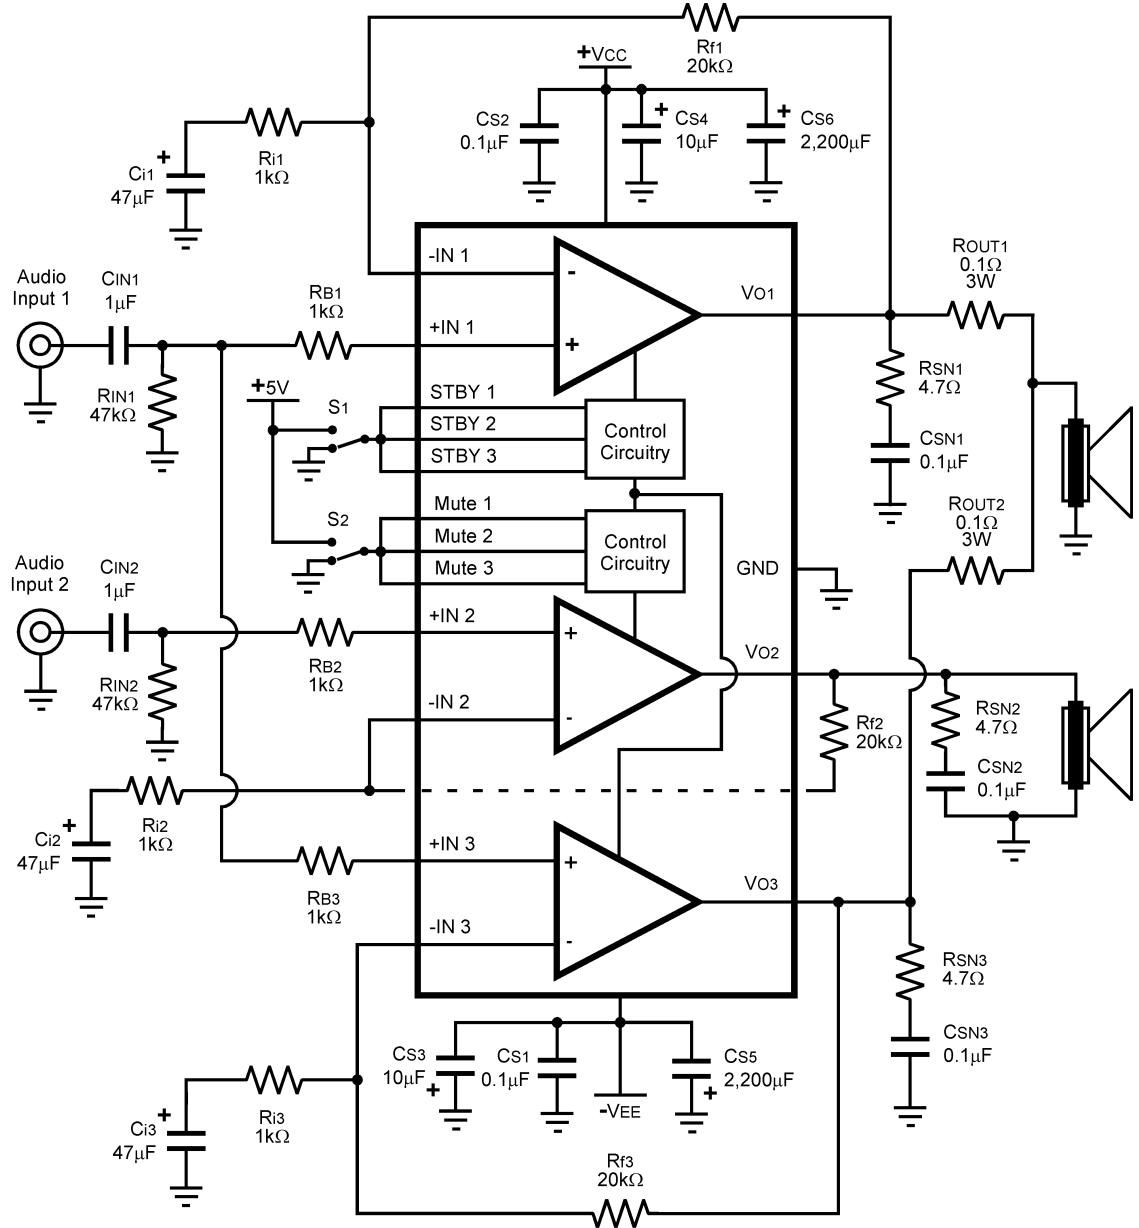 Rf1
20kΩ
+VCC
CS2
0.1μF
+
CS4
10μF
+
CS6
2,200μF
Ri1
1kΩ
+
Ci1
47μF
-IN 1
-
VO1
ROUT1
0.1Ω
3W
Audio
Input 1
CIN1
1μF
RB1
1kΩ
+IN 1
+
RIN1
47kΩ
+5V
S1
STBY 1
STBY 2
STBY 3
Control
Circuitry
RSN1
4.7Ω
CSN1
0.1μF
S2
Mute 1
Mute 2
Mute 3
Control
Circuitry
ROUT2
0.1Ω
3W
GND
Audio
Input 2
CIN2
1μF
RB2
1kΩ
+IN 2
+
VO2
RIN2
47kΩ
-IN 2
-
Rf2
20kΩ
RSN2
4.7Ω
CSN2
0.1μF
+
Ci2
47μF
Ri2
1kΩ
RB3
1kΩ
+IN 3
+
VO3
-IN 3
-
RSN3
4.7Ω
CSN3
0.1μF
CS3
10μF
+
CS1
0.1μF
CS5
2,200μF
+
-VEE
+
Ci3
47μF
Ri3
1kΩ
Rf3
20kΩ